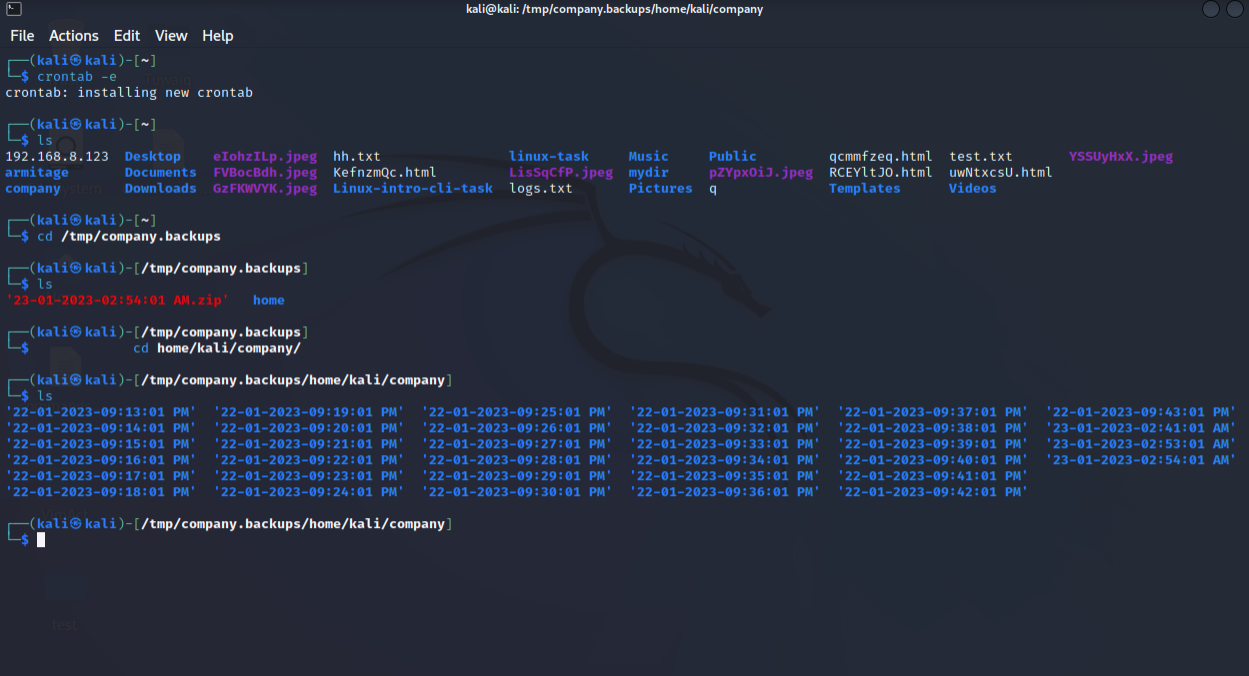 kali@kali: /tmp/company.backups/home/kali/company
File Actions Edit View Help
┌──(kali㉿kali)-[~]
└─$ crontab -e
crontab: installing new crontab
┌──(kali㉿kali)-[~]
└─$ ls
192.168.8.123 Desktop eIohzILp.jpeg hh.txt linux-task Music Public qcmmfzeq.html test.txt YSSUyHxX.jpeg
armitage Documents FVBocBdh.jpeg KefnzmQc.html LisSqCfP.jpeg mydir pZYpxOiJ.jpeg RCEYltJO.html uwNtxcsU.html
company Downloads GzFKWVYK.jpeg Linux-intro-cli-task logs.txt Pictures q Templates Videos
┌──(kali㉿kali)-[~]
└─$ cd /tmp/company.backups
┌──(kali㉿kali)-[/tmp/company.backups]
└─$ ls
'23-01-2023-02:54:01 AM.zip' home
┌──(kali㉿kali)-[/tmp/company.backups]
└─$ cd home/kali/company/
┌──(kali㉿kali)-[/tmp/company.backups/home/kali/company]
└─$ ls
'22-01-2023-09:13:01 PM' '22-01-2023-09:19:01 PM' '22-01-2023-09:25:01 PM' '22-01-2023-09:31:01 PM' '22-01-2023-09:37:01 PM' '22-01-2023-09:43:01 PM'
'22-01-2023-09:14:01 PM' '22-01-2023-09:20:01 PM' '22-01-2023-09:26:01 PM' '22-01-2023-09:32:01 PM' '22-01-2023-09:38:01 PM' '23-01-2023-02:41:01 AM'
'22-01-2023-09:15:01 PM' '22-01-2023-09:21:01 PM' '22-01-2023-09:27:01 PM' '22-01-2023-09:33:01 PM' '22-01-2023-09:39:01 PM' '23-01-2023-02:53:01 AM'
'22-01-2023-09:16:01 PM' '22-01-2023-09:22:01 PM' '22-01-2023-09:28:01 PM' '22-01-2023-09:34:01 PM' '22-01-2023-09:40:01 PM' '23-01-2023-02:54:01 AM'
'22-01-2023-09:17:01 PM' '22-01-2023-09:23:01 PM' '22-01-2023-09:29:01 PM' '22-01-2023-09:35:01 PM' '22-01-2023-09:41:01 PM'
'22-01-2023-09:18:01 PM' '22-01-2023-09:24:01 PM' '22-01-2023-09:30:01 PM' '22-01-2023-09:36:01 PM' '22-01-2023-09:42:01 PM'
┌──(kali㉿kali)-[/tmp/company.backups/home/kali/company]
└─$
test